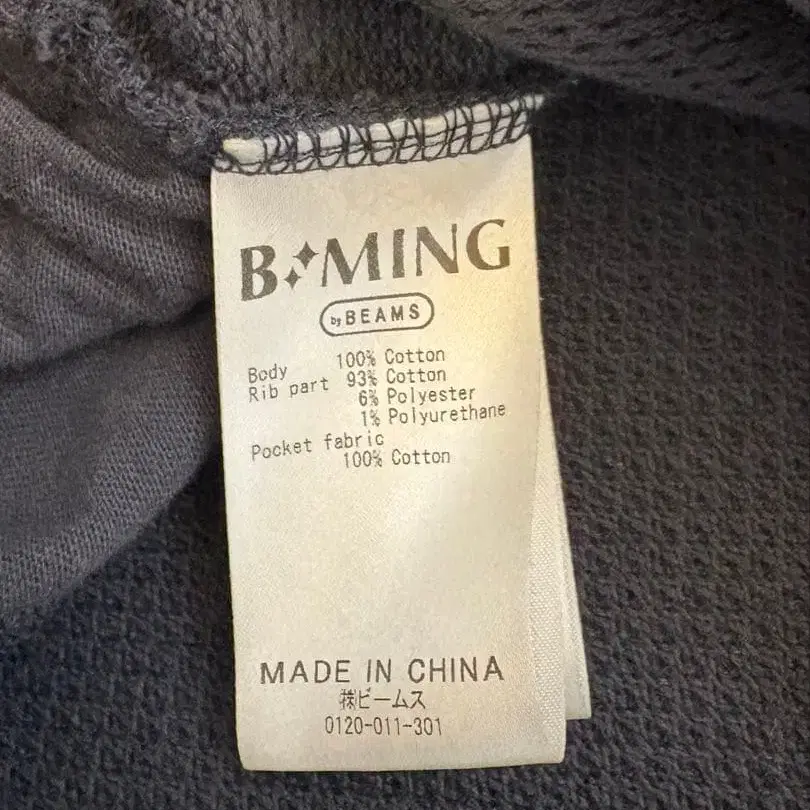 B MING
by BEAMS
Body 100% Cotton
Rib part 93% Cotton
6% Polyester
1% Polyurethane
Pocket fabric
100% Cotton
MADE IN CHINA
㈱ビームス
0120-011-301